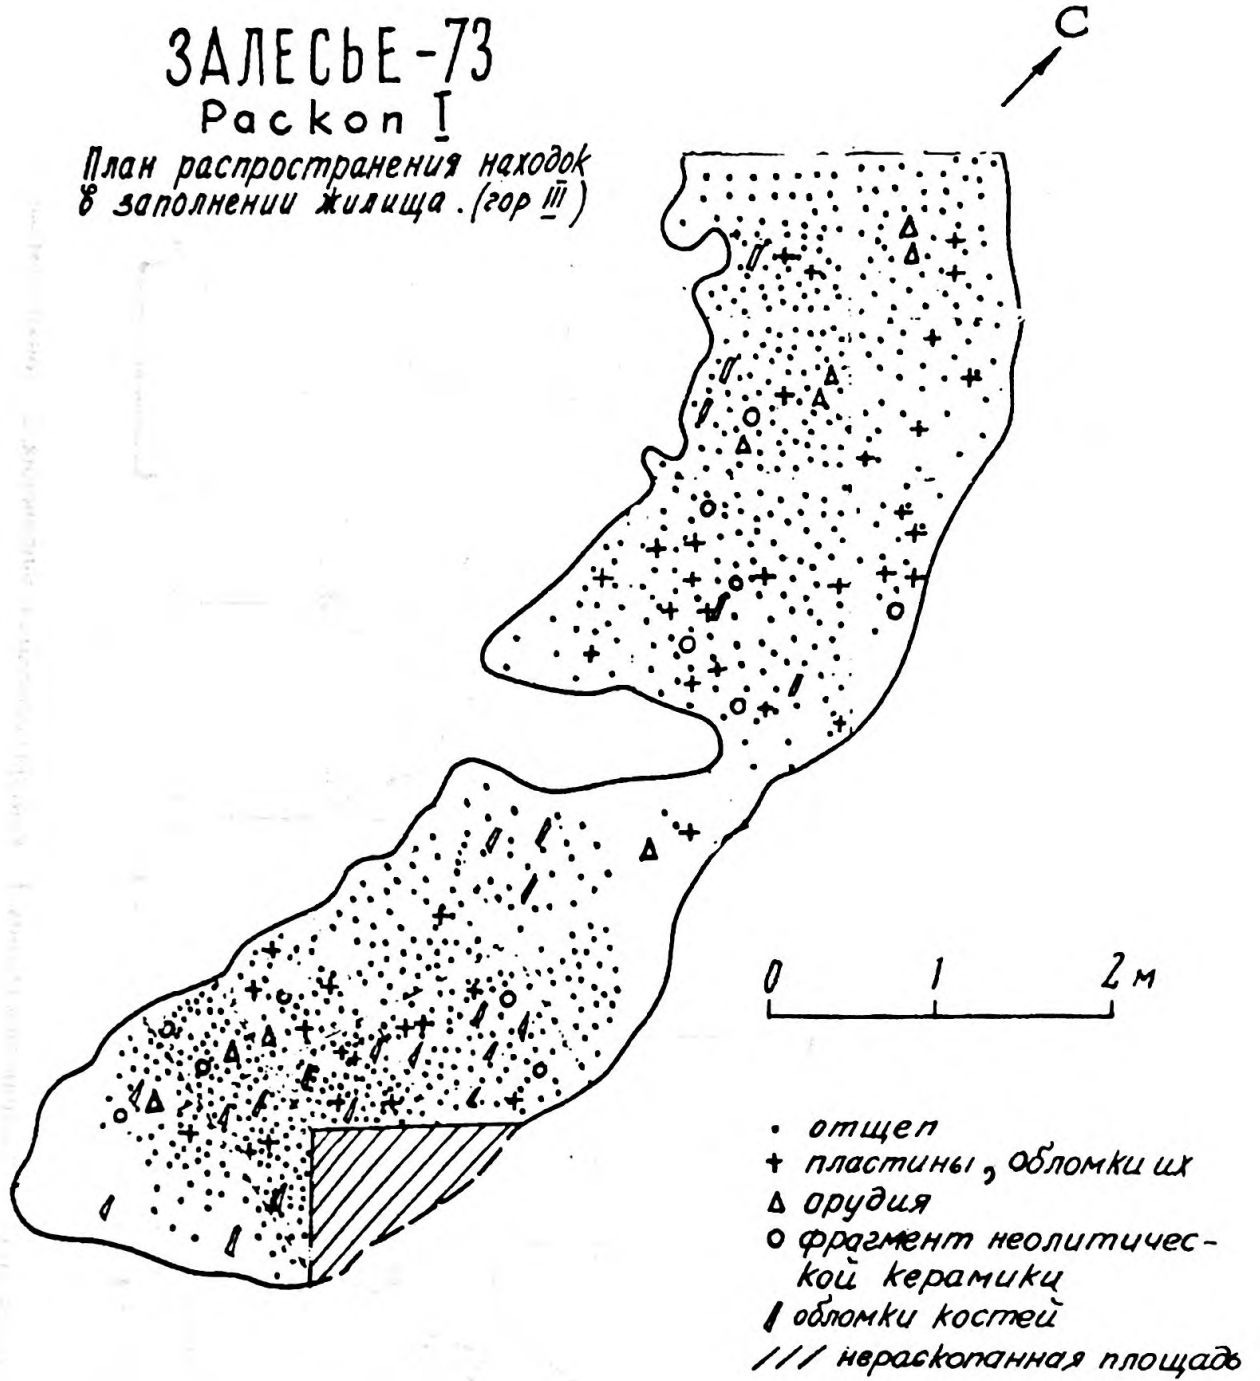 ЗАЛЕСЬЕ-73
Раскоп I
План распространения находок
в заполнении жилища. (гор III)
С
0 1 2 м
• отщеп
+ пластины, обломки их
△ орудия
○ фрагмент неолитичес-
кой керамики
обломки костей
/// нераскопанная площадь